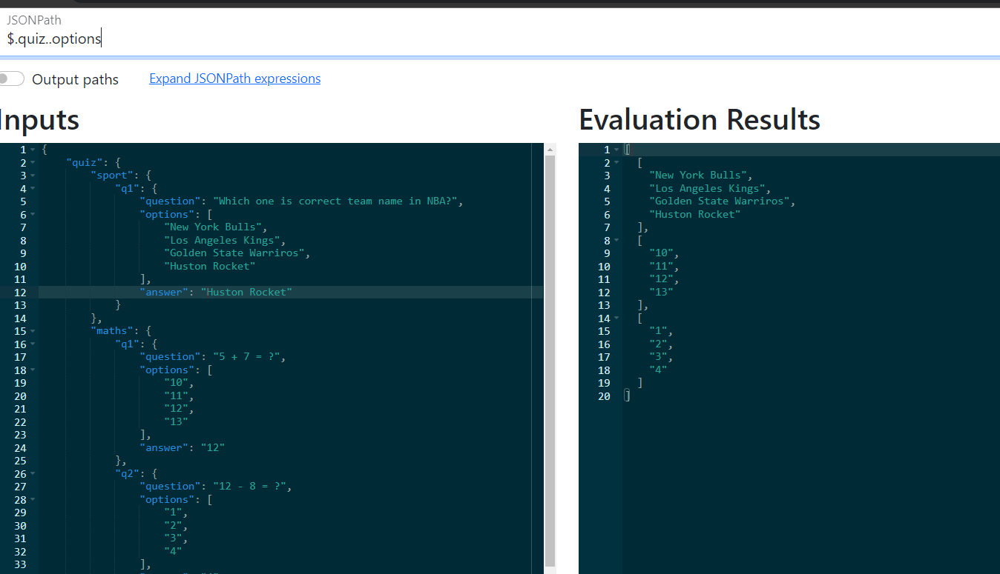 JSONPath
$.quiz..options
Output paths
Expand JSONPath expressions
Inputs
1 {
2 "quiz": {
3 "sport": {
4 "q1": {
5 "question": "Which one is correct team name in NBA?",
6 "options": [
7 "New York Bulls",
8 "Los Angeles Kings",
9 "Golden State Warriros",
10 "Huston Rocket"
11 ],
12 "answer": "Huston Rocket"
13 }
14 },
15 "maths": {
16 "q1": {
17 "question": "5 + 7 = ?",
18 "options": [
19 "10",
20 "11",
21 "12",
22 "13"
23 ],
24 "answer": "12"
25 },
26 "q2": {
27 "question": "12 - 8 = ?",
28 "options": [
29 "1",
30 "2",
31 "3",
32 "4"
33 ],
Evaluation Results
1 [
2 [
3 "New York Bulls",
4 "Los Angeles Kings",
5 "Golden State Warriros",
6 "Huston Rocket"
7 ],
8 [
9 "10",
10 "11",
11 "12",
12 "13"
13 ],
14 [
15 "1",
16 "2",
17 "3",
18 "4"
19 ]
20 ]